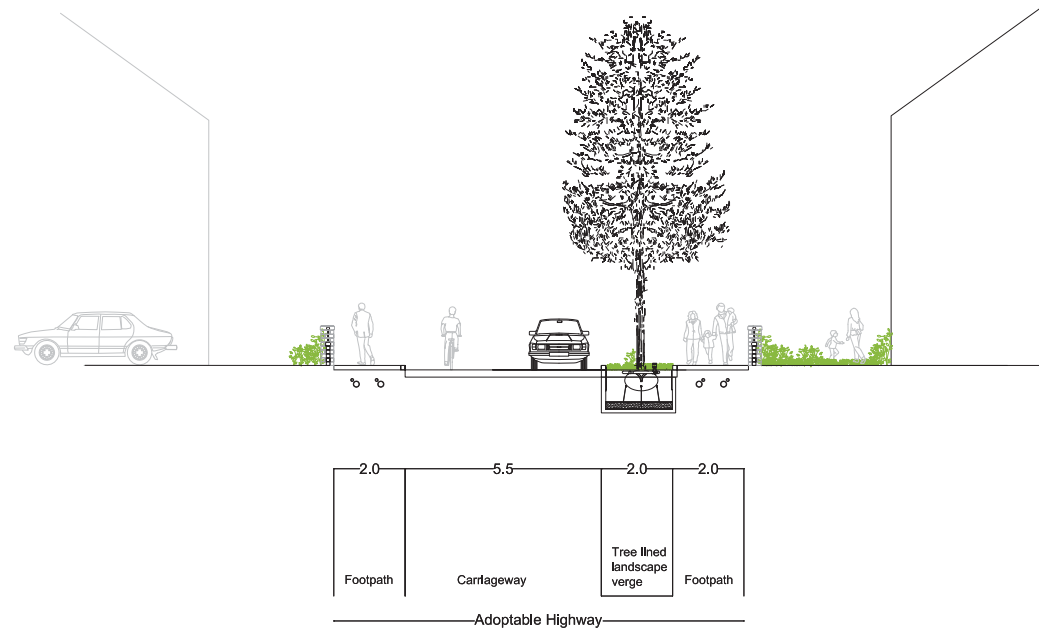 2.0 5.5 2.0 2.0
Footpath
Carriageway
Tree lined
landscape
verge
Footpath
Adoptable Highway